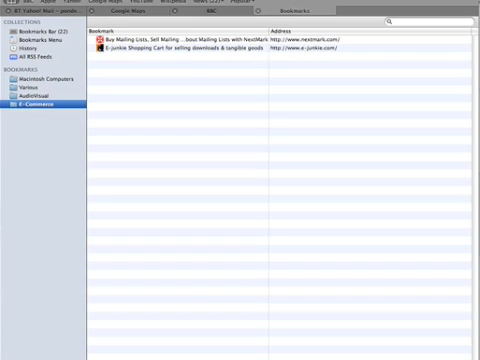 BBC Apple Yahoo! Google Maps YouTube Wikipedia News (22) Popular
BT Yahoo! Mail - ponde... Google Maps BBC Bookmarks
COLLECTIONS
Bookmarks Bar (22)
Bookmarks Menu
History
All RSS Feeds
BOOKMARKS
Macintosh Computers
Various
AudioVisual
E-Commerce
Bookmark Address
Buy Mailing Lists, Sell Mailing ...bout Mailing Lists with NextMark http://www.nextmark.com/
E-junkie Shopping Cart for selling downloads & tangible goods http://www.e-junkie.com/